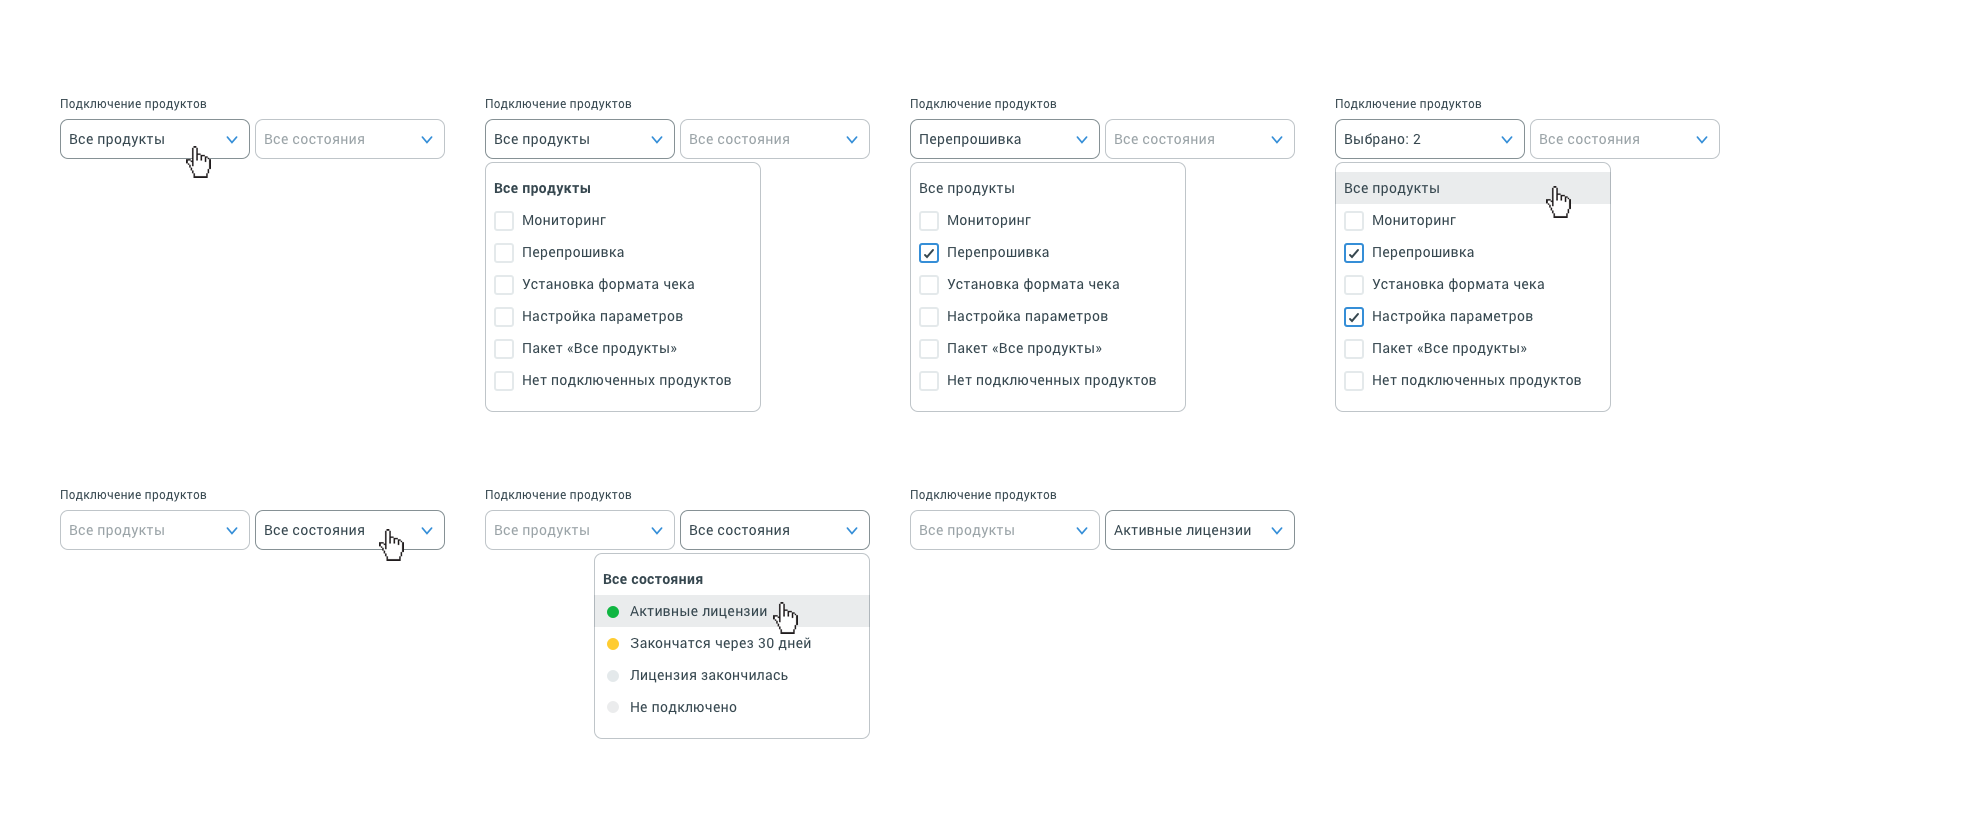 Подключение продуктов
Все продукты
Все состояния
Подключение продуктов
Все продукты
Все состояния
Все продукты
Мониторинг
Перепрошивка
Установка формата чека
Настройка параметров
Пакет «Все продукты»
Нет подключенных продуктов
Подключение продуктов
Перепрошивка
Все состояния
Все продукты
Мониторинг
Перепрошивка
Установка формата чека
Настройка параметров
Пакет «Все продукты»
Нет подключенных продуктов
Подключение продуктов
Выбрано: 2
Все состояния
Все продукты
Мониторинг
Перепрошивка
Установка формата чека
Настройка параметров
Пакет «Все продукты»
Нет подключенных продуктов
Подключение продуктов
Все продукты
Все состояния
Подключение продуктов
Все продукты
Все состояния
Все состояния
Активные лицензии
Закончатся через 30 дней
Лицензия закончилась
Не подключено
Подключение продуктов
Все продукты
Активные лицензии